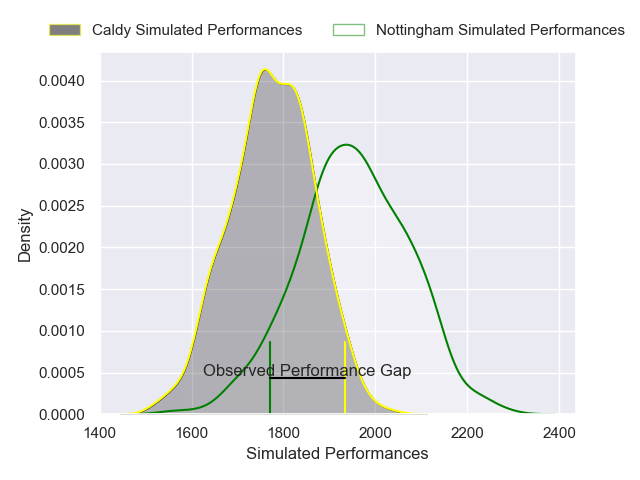 Caldy Simulated Performances
Nottingham Simulated Performances
0.0040
0.0035
0.0030
0.0025
0.0020
0.0015
0.0010
0.0005
0.0000
Density
Observed Performance Gap
1400 1600 1800 2000 2200 2400
Simulated Performances